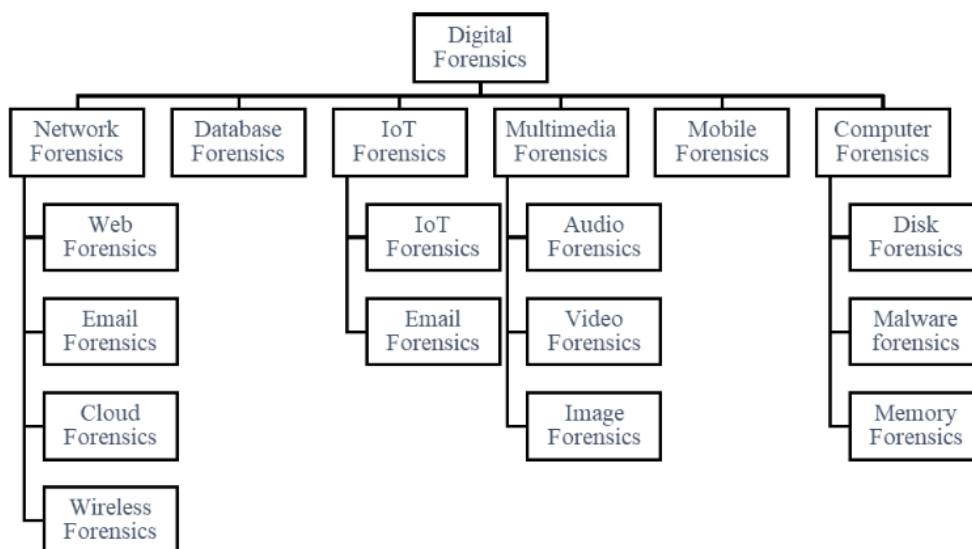 Digital
Forensics
Network
Forensics
Database
Forensics
IoT
Forensics
Multimedia
Forensics
Mobile
Forensics
Computer
Forensics
Web
Forensics
Email
Forensics
Cloud
Forensics
Wireless
Forensics
IoT
Forensics
Email
Forensics
Audio
Forensics
Video
Forensics
Image
Forensics
Disk
Forensics
Malware
forensics
Memory
Forensics